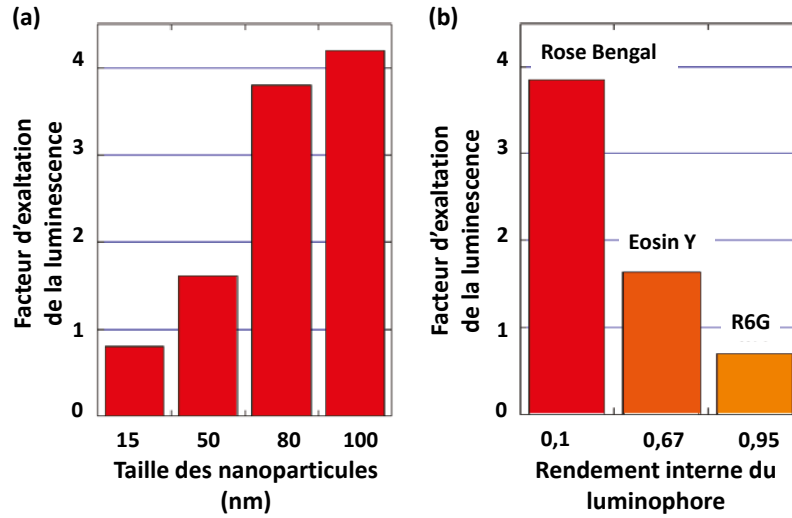 (a)
Facteur d'exaltation
de la luminescence
4
3
2
1
0
15 50 80 100
Taille des nanoparticules
(nm)
(b)
Facteur d'exaltation
de la luminescence
4
3
2
1
0
Rose Bengal
Eosin Y
R6G
0,1 0,67 0,95
Rendement interne du
luminophore